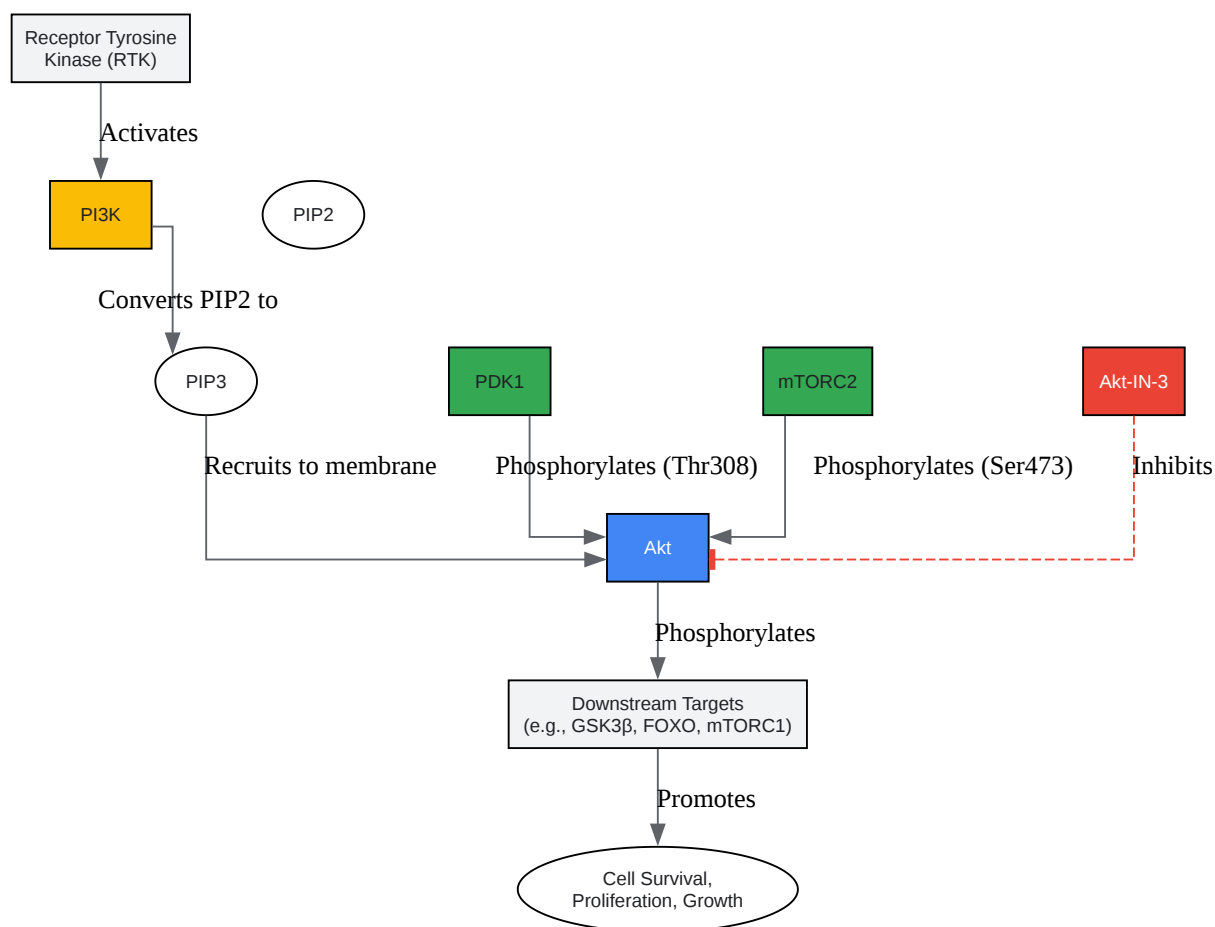 Receptor Tyrosine
Kinase (RTK)
Activates
PI3K
PIP2
Converts PIP2 to
PIP3
PDK1
mTORC2
Akt-IN-3
Recruits to membrane
Phosphorylates (Thr308)
Phosphorylates (Ser473)
Inhibits
Akt
Phosphorylates
Downstream Targets
(e.g., GSK3β, FOXO, mTORC1)
Promotes
Cell Survival,
Proliferation, Growth